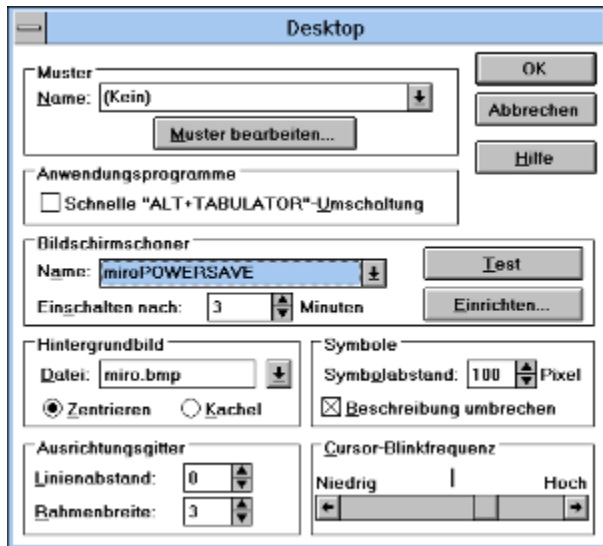 Desktop
Muster
Name: (Kein)
Muster bearbeiten...
OK
Abbrechen
Hilfe
Anwendungsprogramme
Schnelle "ALT+TABULATOR"-Umschaltung
Bildschirmschoner
Name: miroPOWERSAVE
Test
Einschalten nach: 3 Minuten
Einrichten...
Hintergrundbild
Datei: miro.bmp
Zentrieren Kachel
Symbole
Symbolabstand: 100 Pixel
Beschreibung umbrechen
Ausrichtungsgitter
Linienabstand: 0
Rahmenbreite: 3
Cursor-Blinkfrequenz
Niedrig Hoch